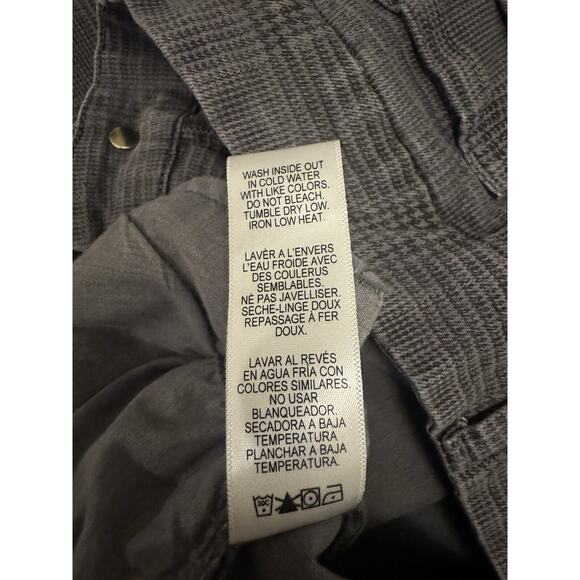 WASH INSIDE OUT
IN COLD WATER
WITH LIKE COLORS.
DO NOT BLEACH.
TUMBLE DRY LOW.
IRON LOW HEAT.
LAVÈR A L'ENVERS
L'EAU FROIDE AVEC
DES COULERUS
SEMBLABLES.
NÈ PAS JAVELLISER.
SECHE-LINGE DOUX
REPASSAGE À FER
DOUX.
LAVAR AL REVÉS
EN AGUA FRÍA CON
COLORES SIMILARES.
NO USAR
BLANQUEADOR.
SECADORA A BAJA
TEMPERATURA
PLANCHAR A BAJA
TEMPERATURA.